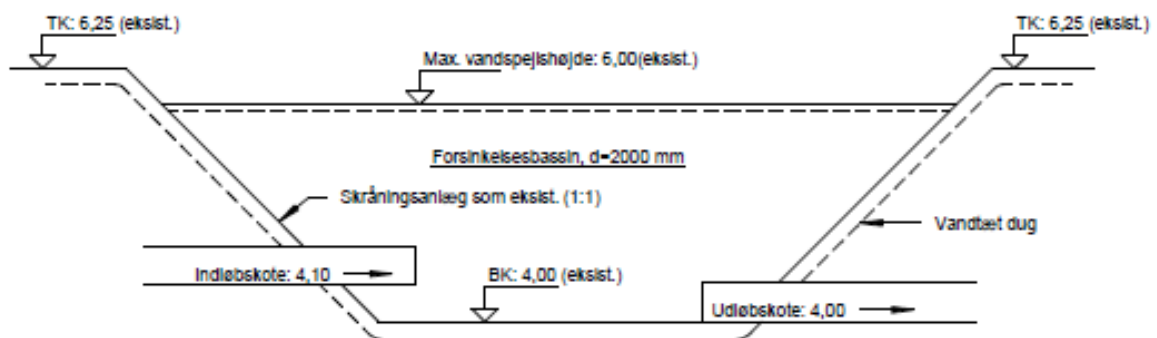 TK: 6,25 (eksist.)
TK: 6,25 (eksist.)
Max. vandspejlshøjde: 6,00(eksist.)
Forsinkelsesbassin, d=2000 mm
Skråningsanlæg som eksist. (1:1)
Vandtæt dug
Indløbskote: 4,10
BK: 4,00 (eksist.)
Udløbskote: 4,00